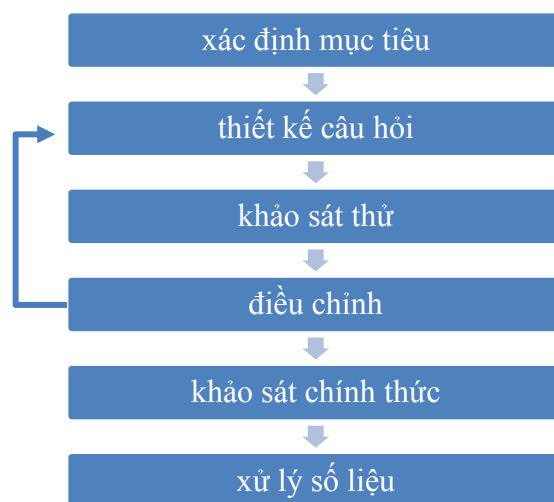 xác định mục tiêu
thiết kế câu hỏi
khảo sát thử
điều chỉnh
khảo sát chính thức
xử lý số liệu